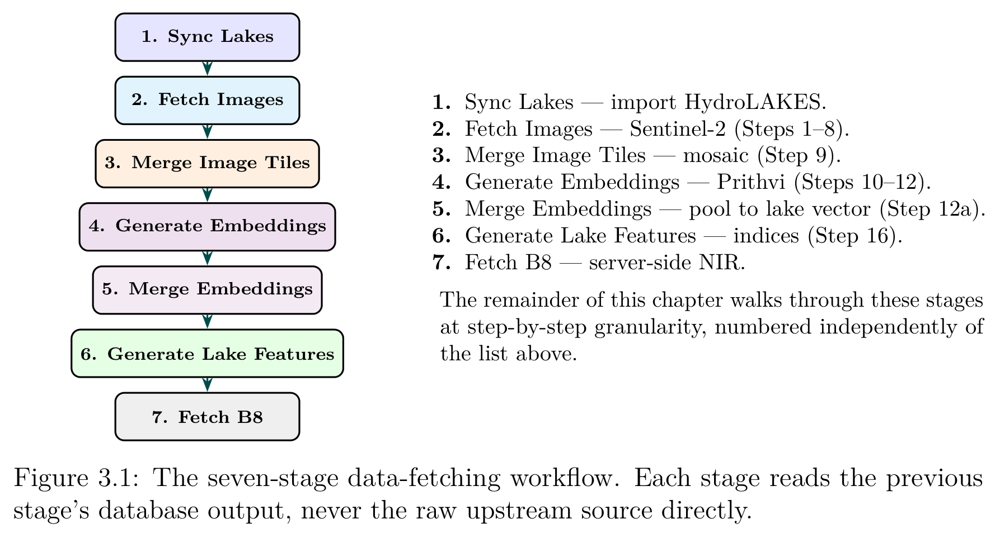 1. Sync Lakes
2. Fetch Images
3. Merge Image Tiles
4. Generate Embeddings
5. Merge Embeddings
6. Generate Lake Features
7. Fetch B8
1. Sync Lakes — import HydroLAKES.
2. Fetch Images — Sentinel-2 (Steps 1–8).
3. Merge Image Tiles — mosaic (Step 9).
4. Generate Embeddings — Prithvi (Steps 10–12).
5. Merge Embeddings — pool to lake vector (Step 12a).
6. Generate Lake Features — indices (Step 16).
7. Fetch B8 — server-side NIR.
The remainder of this chapter walks through these stages
at step-by-step granularity, numbered independently of
the list above.
Figure 3.1: The seven-stage data-fetching workflow. Each stage reads the previous
stage’s database output, never the raw upstream source directly.